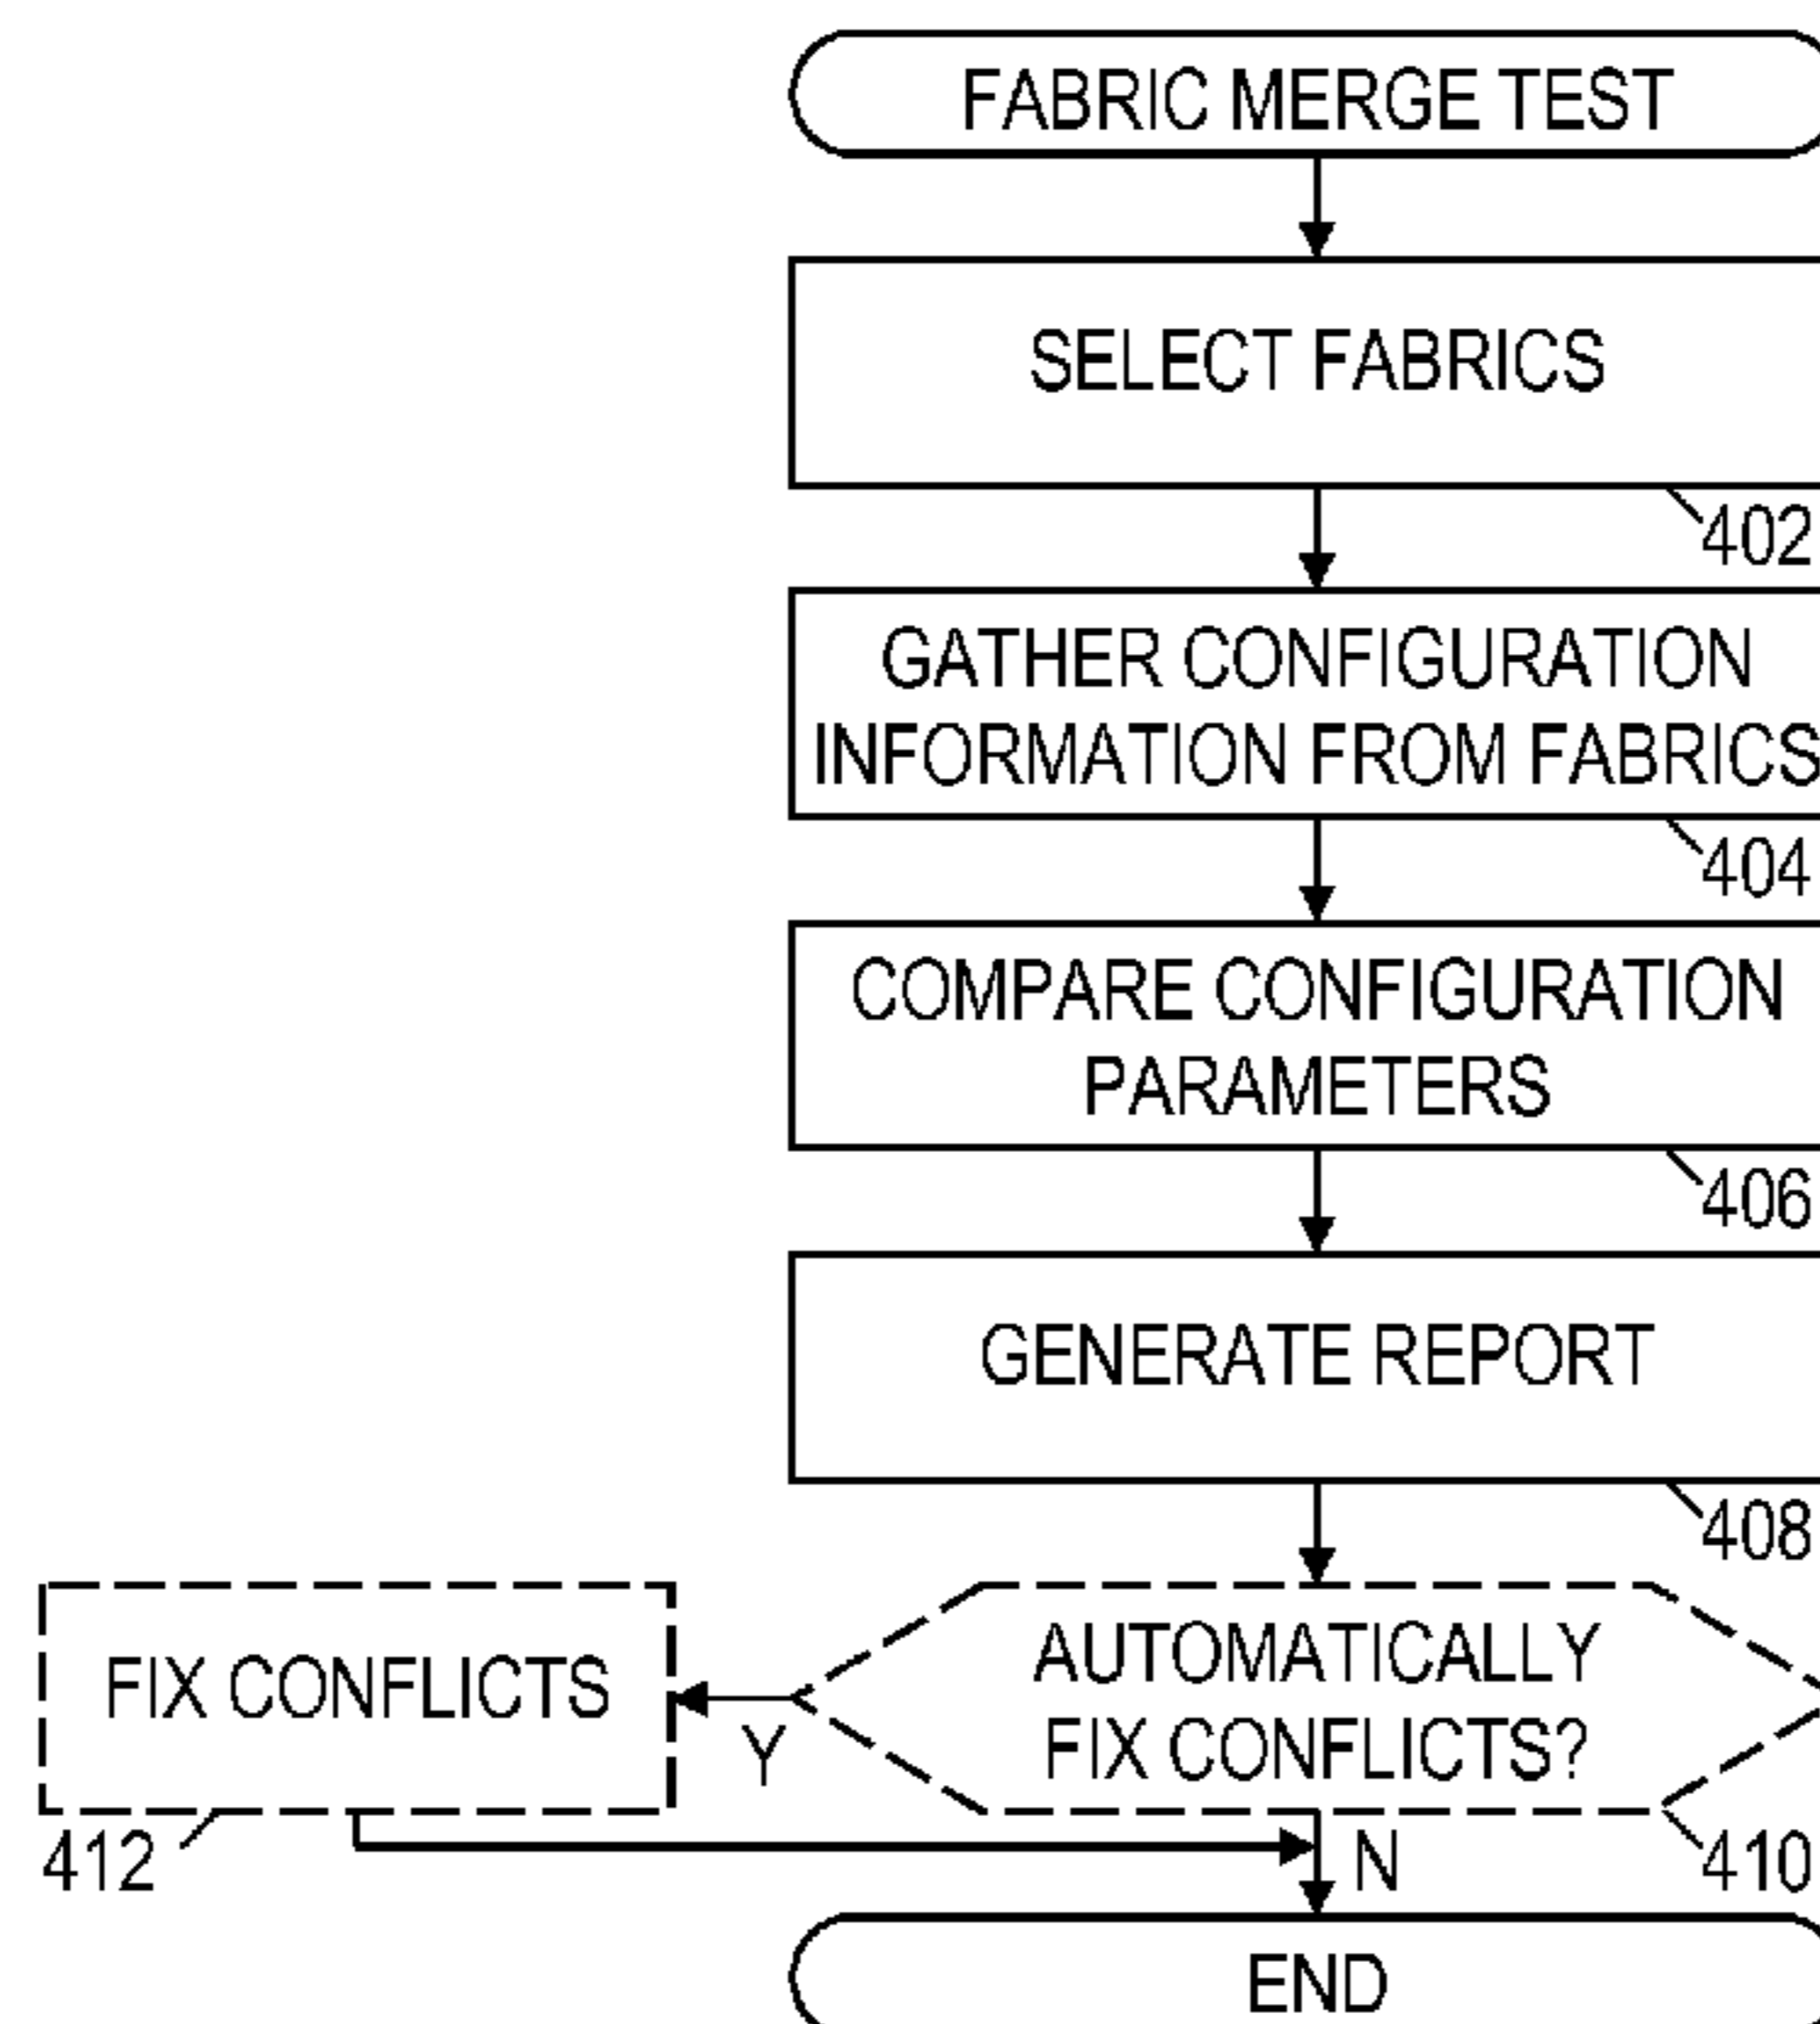 FABRIC MERGE TEST
SELECT FABRICS
402
GATHER CONFIGURATION
INFORMATION FROM FABRICS
404
COMPARE CONFIGURATION
PARAMETERS
406
GENERATE REPORT
408
AUTOMATICALLY
FIX CONFLICTS?
410
Y
FIX CONFLICTS
412
N
END